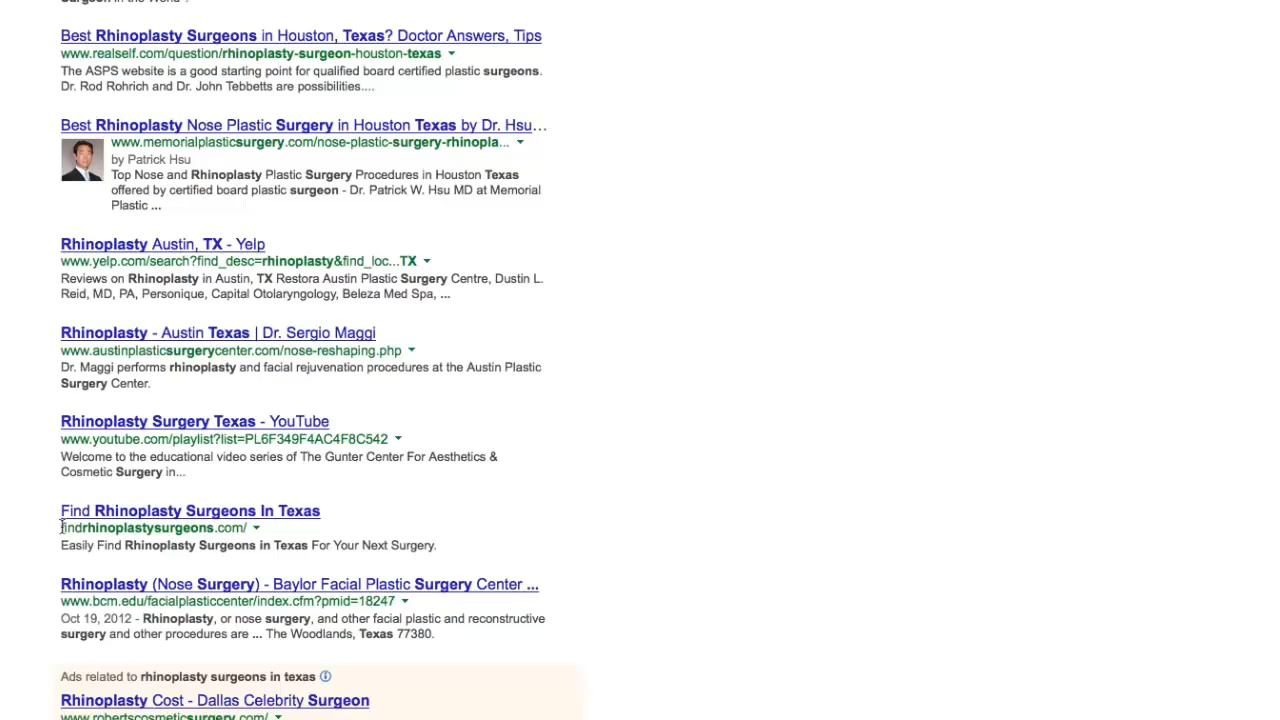 Surgeon in the World ?
Best Rhinoplasty Surgeons in Houston, Texas? Doctor Answers, Tips
www.realself.com/question/rhinoplasty-surgeon-houston-texas
The ASPS website is a good starting point for qualified board certified plastic surgeons.
Dr. Rod Rohrich and Dr. John Tebbetts are possibilities....
Best Rhinoplasty Nose Plastic Surgery in Houston Texas by Dr. Hsu...
www.memorialplasticsurgery.com/nose-plastic-surgery-rhinopla...
by Patrick Hsu
Top Nose and Rhinoplasty Plastic Surgery Procedures in Houston Texas
offered by certified board plastic surgeon - Dr. Patrick W. Hsu MD at Memorial
Plastic ...
Rhinoplasty Austin, TX - Yelp
www.yelp.com/search?find_desc=rhinoplasty&find_loc...TX
Reviews on Rhinoplasty in Austin, TX Restora Austin Plastic Surgery Centre, Dustin L.
Reid, MD, PA, Personique, Capital Otolaryngology, Beleza Med Spa, ...
Rhinoplasty - Austin Texas | Dr. Sergio Maggi
www.austinplasticsurgerycenter.com/nose-reshaping.php
Dr. Maggi performs rhinoplasty and facial rejuvenation procedures at the Austin Plastic
Surgery Center.
Rhinoplasty Surgery Texas - YouTube
www.youtube.com/playlist?list=PL6F349F4AC4F8C542
Welcome to the educational video series of The Gunter Center For Aesthetics &
Cosmetic Surgery in...
Find Rhinoplasty Surgeons In Texas
findrhinoplastysurgeons.com/
Easily Find Rhinoplasty Surgeons in Texas For Your Next Surgery.
Rhinoplasty (Nose Surgery) - Baylor Facial Plastic Surgery Center ...
www.bcm.edu/facialplasticcenter/index.cfm?pmid=18247
Oct 19, 2012 - Rhinoplasty, or nose surgery, and other facial plastic and reconstructive
surgery and other procedures are ... The Woodlands, Texas 77380.
Ads related to rhinoplasty surgeons in texas
Rhinoplasty Cost - Dallas Celebrity Surgeon
www.robertscosmeticsurgery.com/